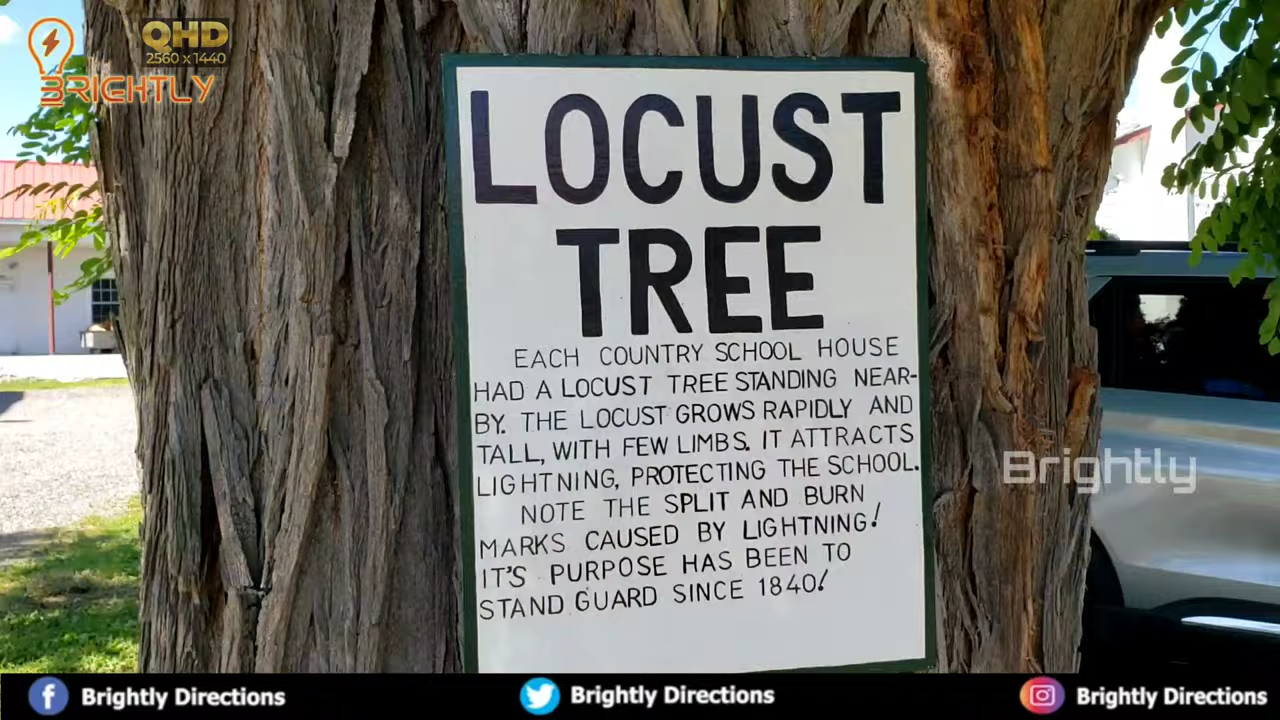 QHD
2560 x 1440
BRIGHTLY
LOCUST
TREE
EACH COUNTRY SCHOOL HOUSE
HAD A LOCUST TREE STANDING NEAR-
BY. THE LOCUST GROWS RAPIDLY AND
TALL, WITH FEW LIMBS. IT ATTRACTS
LIGHTNING, PROTECTING THE SCHOOL.
NOTE THE SPLIT AND BURN
MARKS CAUSED BY LIGHTNING!
IT'S PURPOSE HAS BEEN TO
STAND GUARD SINCE 1840!
Brightly
Brightly Directions
Brightly Directions
Brightly Directions